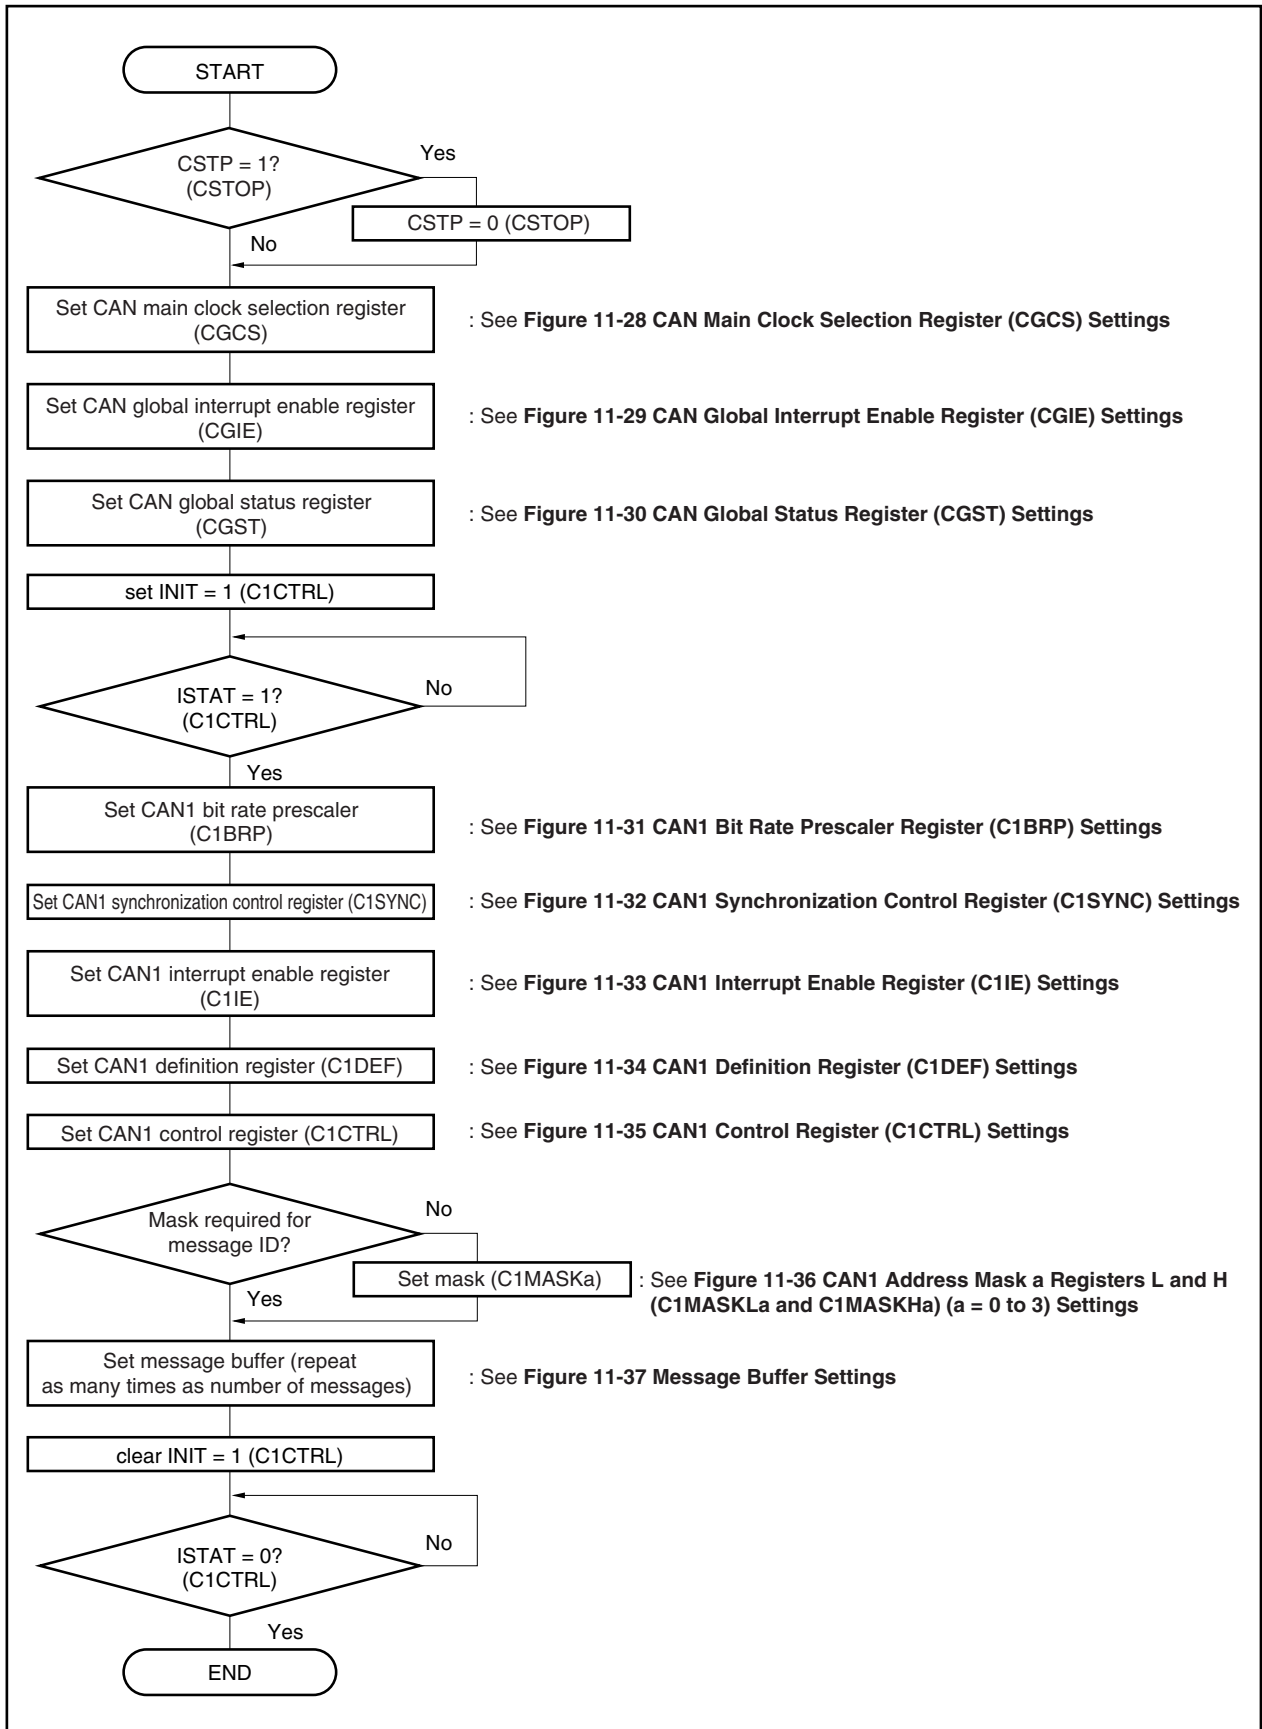 START
CSTP = 1?
(CSTOP)
Yes
CSTP = 0 (CSTOP)
No
Set CAN main clock selection register
(CGCS)
: See Figure 11-28 CAN Main Clock Selection Register (CGCS) Settings
Set CAN global interrupt enable register
(CGIE)
: See Figure 11-29 CAN Global Interrupt Enable Register (CGIE) Settings
Set CAN global status register
(CGST)
: See Figure 11-30 CAN Global Status Register (CGST) Settings
set INIT = 1 (C1CTRL)
ISTAT = 1?
(C1CTRL)
No
Yes
Set CAN1 bit rate prescaler
(C1BRP)
: See Figure 11-31 CAN1 Bit Rate Prescaler Register (C1BRP) Settings
Set CAN1 synchronization control register (C1SYNC)
: See Figure 11-32 CAN1 Synchronization Control Register (C1SYNC) Settings
Set CAN1 interrupt enable register
(C1IE)
: See Figure 11-33 CAN1 Interrupt Enable Register (C1IE) Settings
Set CAN1 definition register (C1DEF)
: See Figure 11-34 CAN1 Definition Register (C1DEF) Settings
Set CAN1 control register (C1CTRL)
: See Figure 11-35 CAN1 Control Register (C1CTRL) Settings
Mask required for
message ID?
No
Set mask (C1MASKa)
: See Figure 11-36 CAN1 Address Mask a Registers L and H
(C1MASKLa and C1MASKHa) (a = 0 to 3) Settings
Yes
Set message buffer (repeat
as many times as number of messages)
: See Figure 11-37 Message Buffer Settings
clear INIT = 1 (C1CTRL)
ISTAT = 0?
(C1CTRL)
No
Yes
END